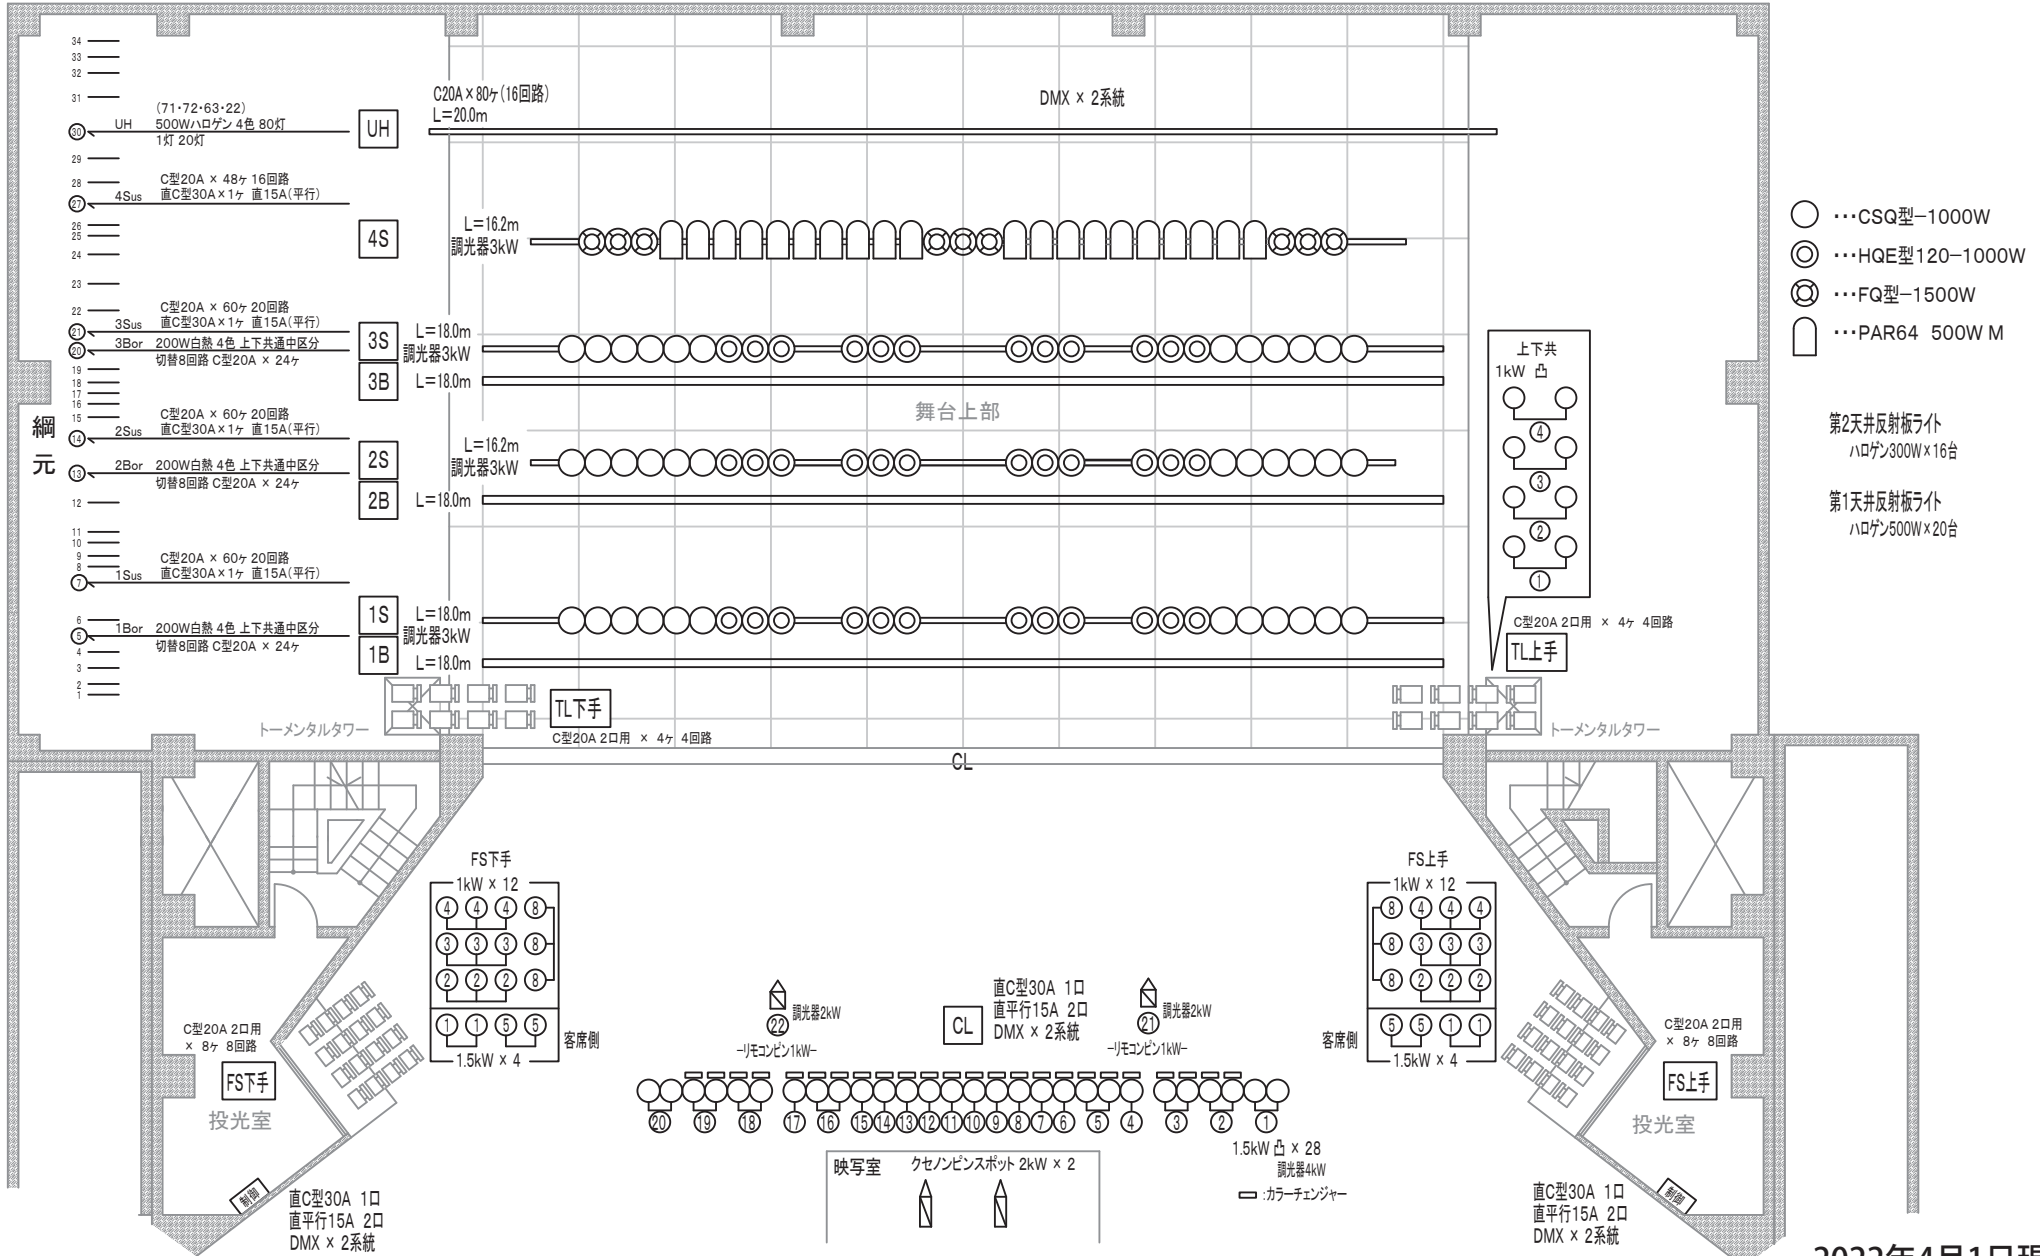 34
33
32
31
30
29
28
27
26
25
24
23
22
21
20
19
18
17
16
15
14
13
12
11
10
9
8
7
6
5
4
3
2
1
綱元
(71・72・63・22)
UH 500Wハロゲン 4色 80灯
1灯 20灯
UH
C20A×80ヶ(16回路)
L=20.0m
DMX × 2系統
C型20A × 48ヶ 16回路
4Sus 直C型30A×1ヶ 直15A(平行)
4S
L=16.2m
調光器3kW
C型20A × 60ヶ 20回路
3Sus 直C型30A×1ヶ 直15A(平行)
3Bor 200W白熱 4色 上下共通中区分
切替8回路 C型20A × 24ヶ
3S
L=18.0m
調光器3kW
3B
L=18.0m
舞台上部
C型20A × 60ヶ 20回路
2Sus 直C型30A×1ヶ 直15A(平行)
2Bor 200W白熱 4色 上下共通中区分
切替8回路 C型20A × 24ヶ
2S
L=16.2m
調光器3kW
2B
L=18.0m
C型20A × 60ヶ 20回路
1Sus 直C型30A×1ヶ 直15A(平行)
1Bor 200W白熱 4色 上下共通中区分
切替8回路 C型20A × 24ヶ
1S
L=18.0m
調光器3kW
1B
L=18.0m
…CSQ型-1000W
…HQE型120-1000W
…FQ型-1500W
…PAR64 500W M
第2天井反射板ライト
ハロゲン300W×16台
第1天井反射板ライト
ハロゲン500W×20台
上下共
1kW 凸
4
3
2
1
C型20A 2口用 × 4ヶ 4回路
TL上手
トーメンタルタワー
TL下手
C型20A 2口用 × 4ヶ 4回路
トーメンタルタワー
CL
FS下手
1kW × 12
4 4 4 8
3 3 3 8
2 2 2 8
1 1 5 5
1.5kW × 4
客席側
FS上手
1kW × 12
8 4 4 4
8 3 3 3
8 2 2 2
5 5 1 1
1.5kW × 4
客席側
C型20A 2口用
× 8ヶ 8回路
FS下手
投光室
制御
直C型30A 1口
直平行15A 2口
DMX × 2系統
調光器2kW
22
-リモコンピン1kW-
CL
直C型30A 1口
直平行15A 2口
DMX × 2系統
調光器2kW
21
-リモコンピン1kW-
20 19 18 17 16 15 14 13 12 11 10 9 8 7 6 5 4 3 2 1
1.5kW 凸 × 28
調光器4kW
:カラーチェンジャー
映写室 クセノンピンスポット 2kW × 2
C型20A 2口用
× 8ヶ 8回路
FS上手
投光室
制御
直C型30A 1口
直平行15A 2口
DMX × 2系統